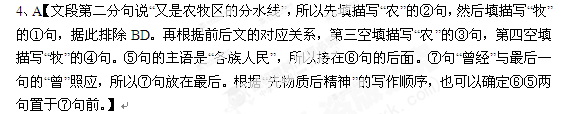 4、A【文段第二分句说“又是农牧区的分水线”，所以先填描写“农”的②句，然后填描写“牧”
的①句，据此排除 BD。再根据前后文的对应关系，第三空填描写“农”的③句，第四空填
描写“牧”的④句。⑤句的主语是“各族人民”，所以接在⑥句的后面。⑦句“曾经”与最后一
句的“曾”照应，所以⑦句放在最后。根据“先物质后精神”的写作顺序，也可以确定⑥⑤两
句置于⑦句前。】